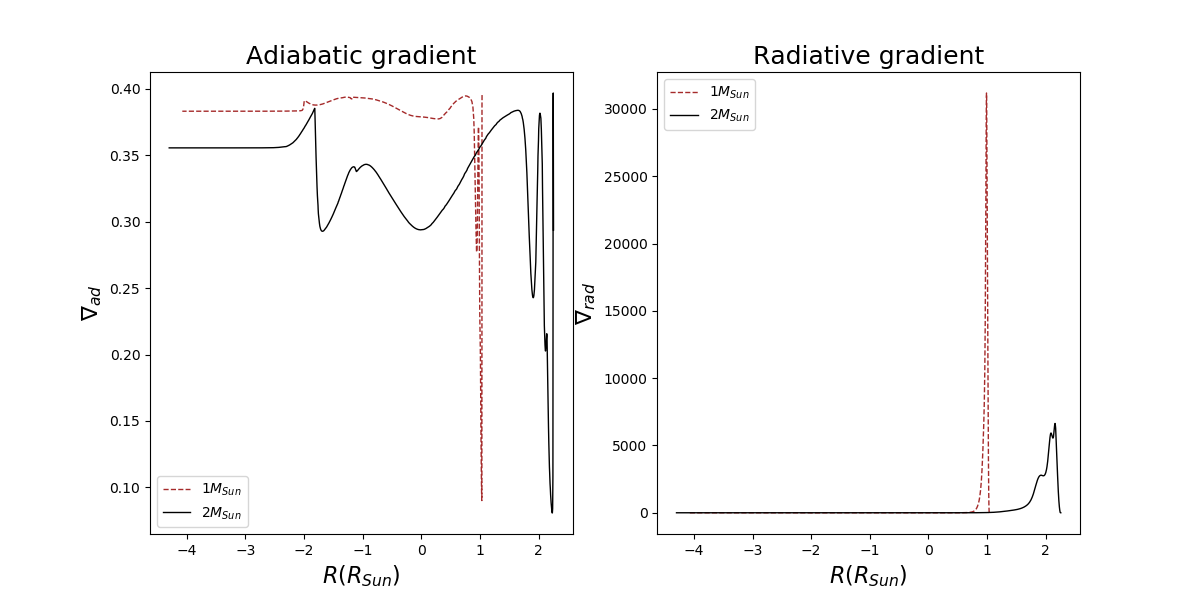 Adiabatic gradient
0.40
0.35
0.30
0.25
0.20
0.15
0.10
∇ad
1MSun
2MSun
−4 −3 −2 −1 0 1 2
R(RSun)
Radiative gradient
30000
25000
20000
15000
10000
5000
0
∇rad
1MSun
2MSun
−4 −3 −2 −1 0 1 2
R(RSun)